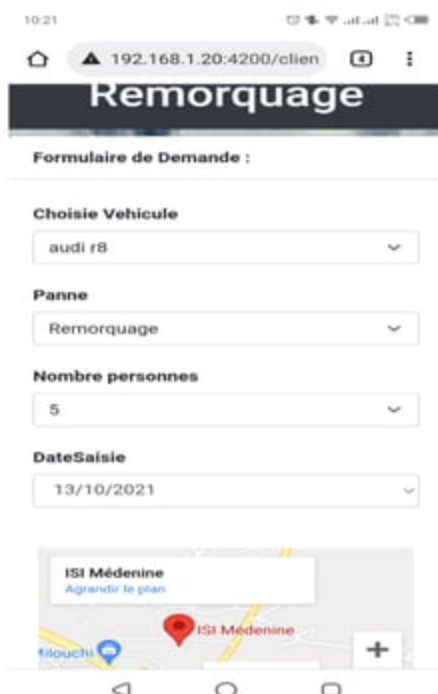 10:21
192.168.1.20:4200/clien
4
Remorquage
Formulaire de Demande :
Choisie Vehicule
audi r8
Panne
Remorquage
Nombre personnes
5
DateSaisie
13/10/2021
ISI Médenine
Agrandir le plan
ISI Médenine
Milouchi